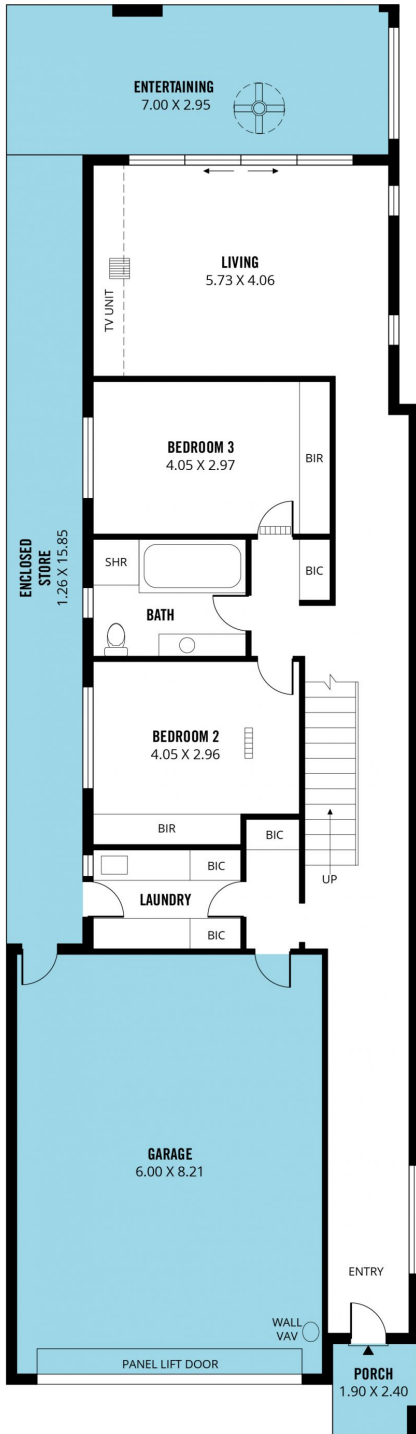 ENTERTAINING
7.00 X 2.95
LIVING
5.73 X 4.06
TV UNIT
BEDROOM 3
4.05 X 2.97
BIR
ENCLOSED
STORE
1.26 X 15.85
SHR
BIC
BATH
BEDROOM 2
4.05 X 2.96
BIR
BIC
UP
BIC
LAUNDRY
BIC
GARAGE
6.00 X 8.21
ENTRY
WALL
VAV
PANEL LIFT DOOR
PORCH
1.90 X 2.40